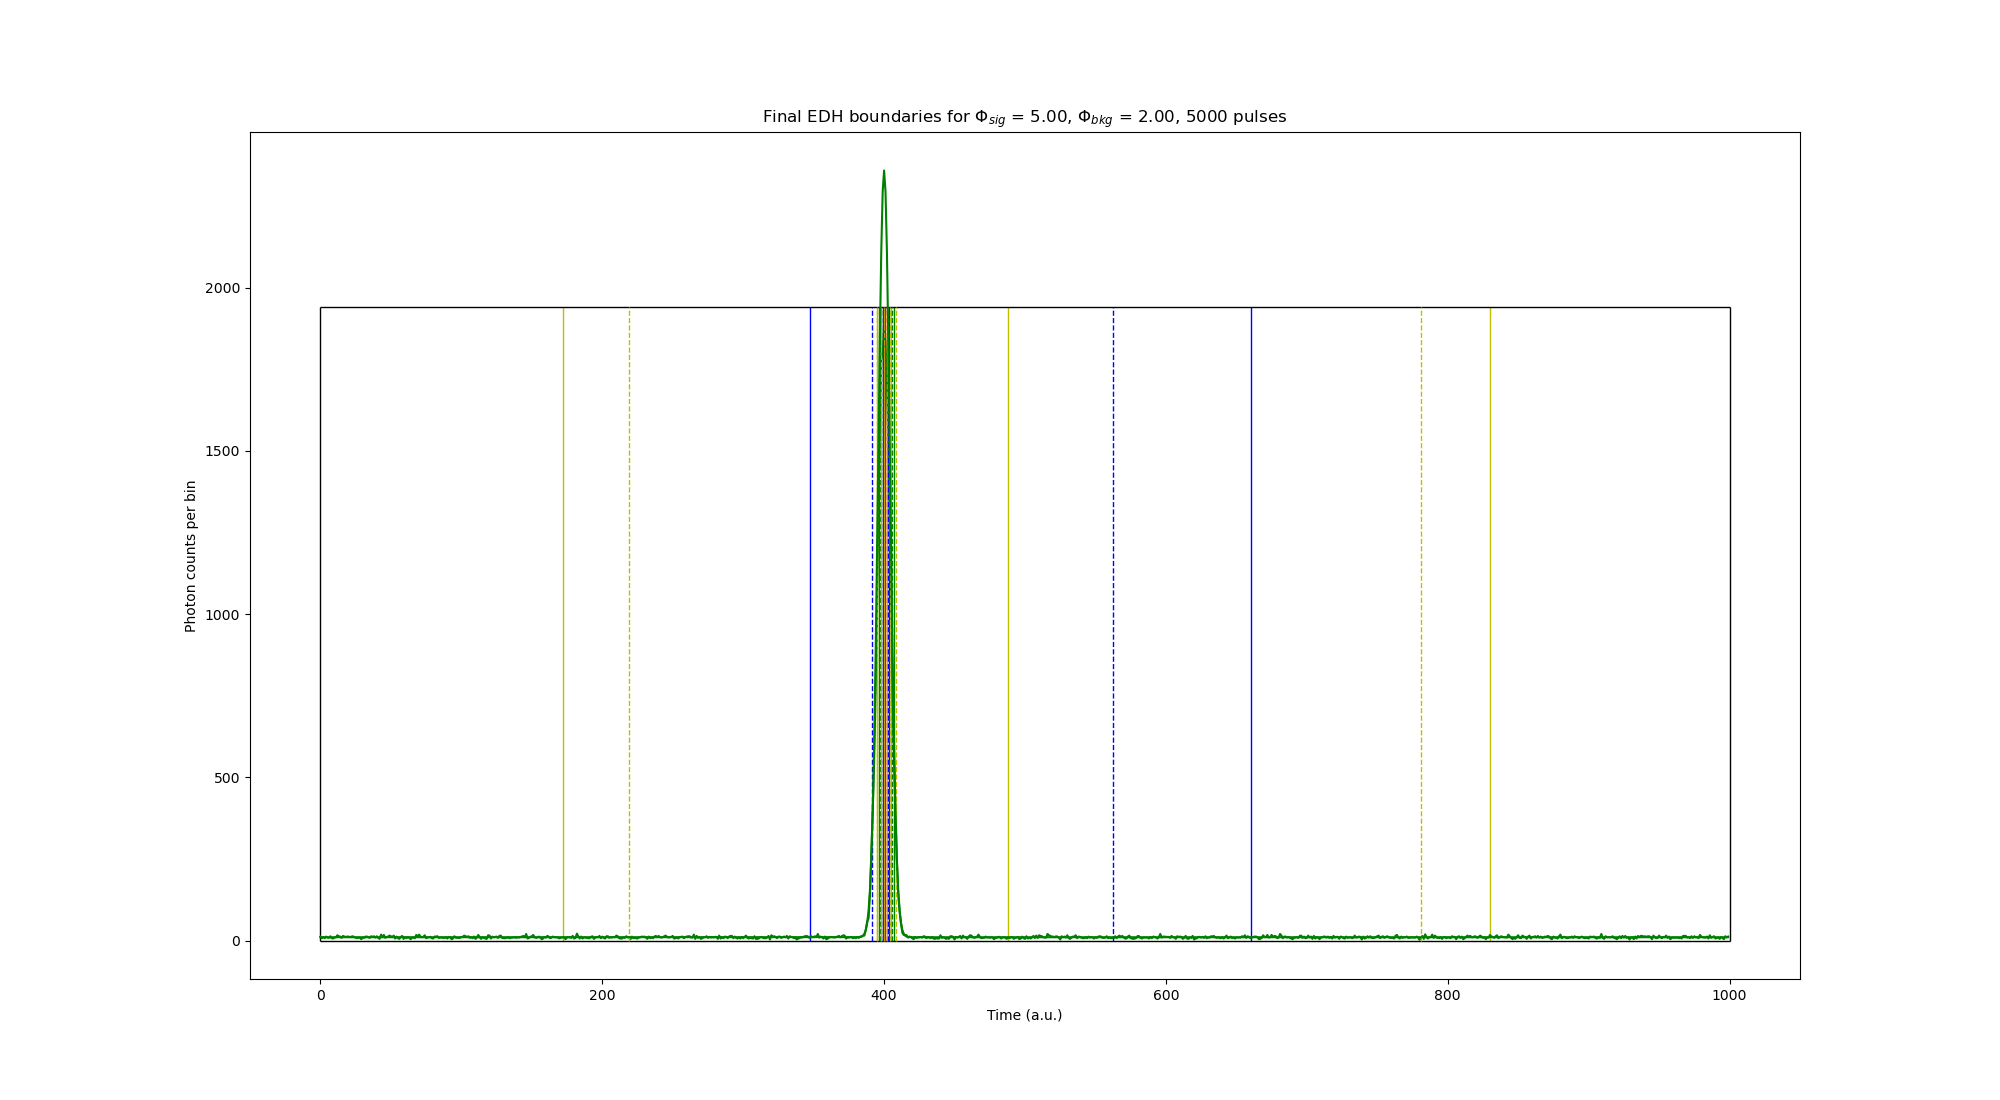 Final EDH boundaries for Φsig = 5.00, Φbkg = 2.00, 5000 pulses
2000
1500
1000
500
0
Photon counts per bin
0 200 400 600 800 1000
Time (a.u.)